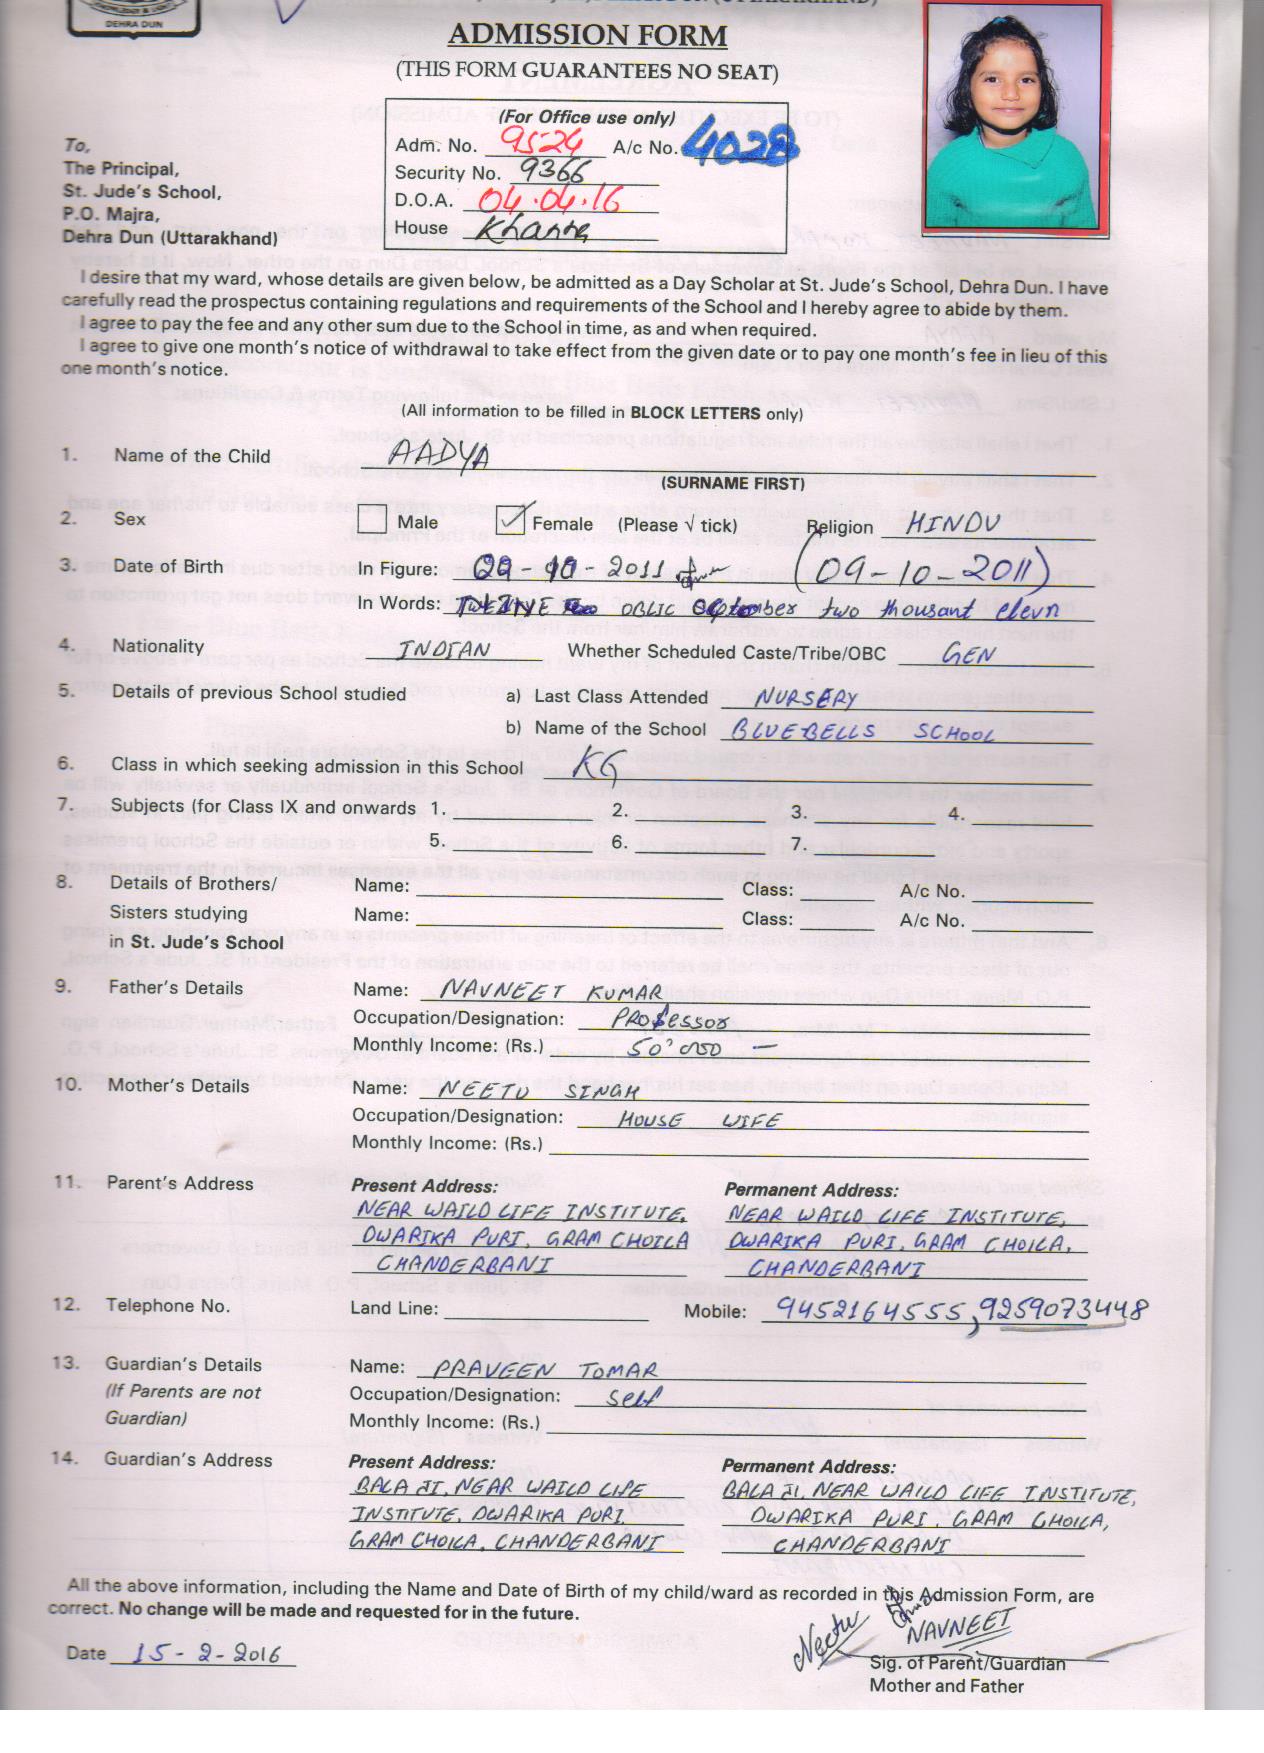 DEHRA DUN
ADMISSION FORM
(THIS FORM GUARANTEES NO SEAT)
(For Office use only)
Adm. No. 9524 A/c No. 4028
Security No. 9366
D.O.A. 04.04.16
House Khanna
To,
The Principal,
St. Jude's School,
P.O. Majra,
Dehra Dun (Uttarakhand)
I desire that my ward, whose details are given below, be admitted as a Day Scholar at St. Jude's School, Dehra Dun. I have
carefully read the prospectus containing regulations and requirements of the School and I hereby agree to abide by them.
I agree to pay the fee and any other sum due to the School in time, as and when required.
I agree to give one month's notice of withdrawal to take effect from the given date or to pay one month's fee in lieu of this
one month's notice.
(All information to be filled in BLOCK LETTERS only)
1. Name of the Child AADYA
(SURNAME FIRST)
2. Sex Male ✓ Female (Please √ tick) Religion HINDU
3. Date of Birth In Figure: 09-10-2011 (09-10-2011)
In Words: two thousant elevn
4. Nationality INDIAN Whether Scheduled Caste/Tribe/OBC GEN
5. Details of previous School studied a) Last Class Attended NURSERY
b) Name of the School BLUEBELLS SCHOOL
6. Class in which seeking admission in this School KG
7. Subjects (for Class IX and onwards 1. 2. 3. 4.
5. 6. 7.
8. Details of Brothers/ Name: Class: A/c No.
Sisters studying Name: Class: A/c No.
in St. Jude's School
9. Father's Details Name: NAVNEET KUMAR
Occupation/Designation: PROfessor
Monthly Income: (Rs.) 50'000 —
10. Mother's Details Name: NEETU SINGH
Occupation/Designation: HOUSE WIFE
Monthly Income: (Rs.)
11. Parent's Address Present Address: Permanent Address:
NEAR WAILD LIFE INSTITUTE, NEAR WAILD LIFE INSTITUTE,
DWARIKA PURI, GRAM CHOILA DWARIKA PURI, GRAM CHOILA,
CHANDERBANI CHANDERBANI
12. Telephone No. Land Line: Mobile: 9452164555, 9259073448
13. Guardian's Details Name: PRAVEEN TOMAR
(If Parents are not Occupation/Designation: Self
Guardian) Monthly Income: (Rs.)
14. Guardian's Address Present Address: Permanent Address:
BALA JI, NEAR WAILD LIFE BALA JI, NEAR WAILD LIFE INSTITUTE,
INSTITUTE, DWARIKA PURI, DWARIKA PURI, GRAM CHOILA,
GRAM CHOILA, CHANDERBANI CHANDERBANI
All the above information, including the Name and Date of Birth of my child/ward as recorded in this Admission Form, are
correct. No change will be made and requested for in the future.
Neetu NAVNEET
Date 15-2-2016
Sig. of Parent/Guardian
Mother and Father